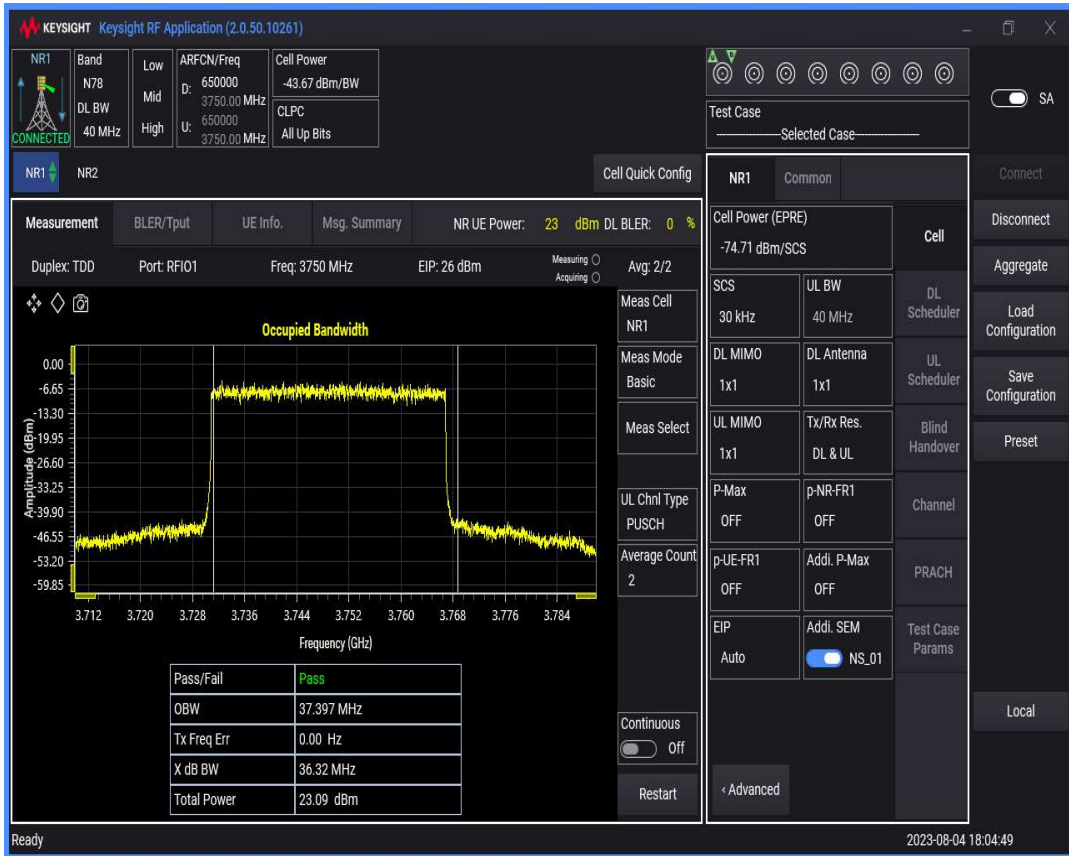 KEYSIGHT Keysight RF Application (2.0.50.10261)
NR1
CONNECTED
Band
N78
DL BW
40 MHz
Low
Mid
High
ARFCN/Freq
D: 650000
3750.00 MHz
U: 650000
3750.00 MHz
Cell Power
-43.67 dBm/BW
CLPC
All Up Bits
Test Case
Selected Case
SA
NR1 NR2
Cell Quick Config
NR1 Common
Connect
Disconnect
Aggregate
Load
Configuration
Save
Configuration
Preset
Local
Measurement BLER/Tput UE Info. Msg. Summary NR UE Power: 23 dBm DL BLER: 0 %
Duplex: TDD Port: RFIO1 Freq: 3750 MHz EIP: 26 dBm Measuring Avg: 2/2
Acquiring
Occupied Bandwidth
Amplitude (dBm)
0.00
-6.65
-13.30
-19.95
-26.60
-33.25
-39.90
-46.55
-53.20
-59.85
3.712 3.720 3.728 3.736 3.744 3.752 3.760 3.768 3.776 3.784
Frequency (GHz)
Pass/Fail Pass
OBW 37.397 MHz
Tx Freq Err 0.00 Hz
X dB BW 36.32 MHz
Total Power 23.09 dBm
Meas Cell
NR1
Meas Mode
Basic
Meas Select
UL Chnl Type
PUSCH
Average Count
2
Continuous
Off
Restart
Cell Power (EPRE)
-74.71 dBm/SCS
SCS
30 kHz
UL BW
40 MHz
DL MIMO
1x1
DL Antenna
1x1
UL MIMO
1x1
Tx/Rx Res.
DL & UL
P-Max
OFF
p-NR-FR1
OFF
p-UE-FR1
OFF
Addi. P-Max
OFF
EIP
Auto
Addi. SEM
NS_01
‹ Advanced
Cell
DL
Scheduler
UL
Scheduler
Blind
Handover
Channel
PRACH
Test Case
Params
Ready
2023-08-04 18:04:49